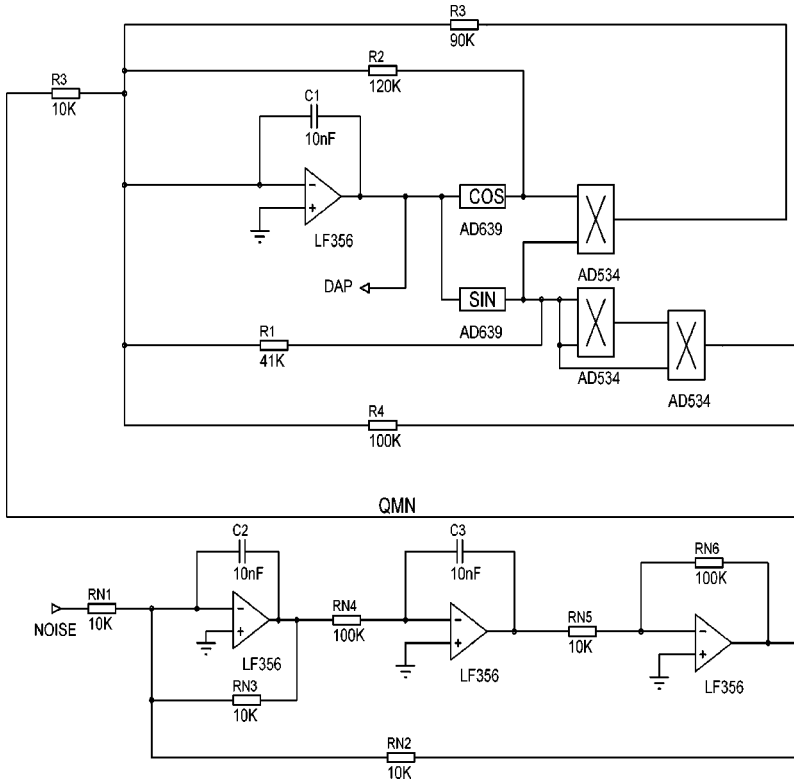 R3
90K
R2
120K
R3
10K
C1
10nF
LF356
COS
AD639
AD534
DAP
SIN
AD639
AD534
AD534
R1
41K
R4
100K
QMN
C2
10nF
C3
10nF
RN6
100K
RN1
10K
NOISE
RN4
100K
RN5
10K
LF356
LF356
LF356
RN3
10K
RN2
10K